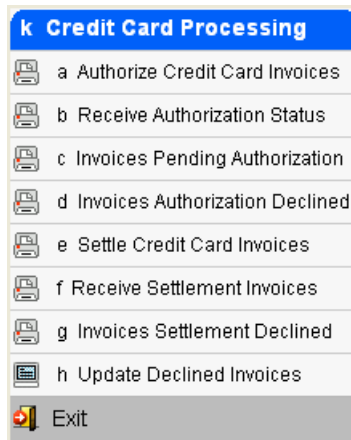 k Credit Card Processing
a Authorize Credit Card Invoices
b Receive Authorization Status
c Invoices Pending Authorization
d Invoices Authorization Declined
e Settle Credit Card Invoices
f Receive Settlement Invoices
g Invoices Settlement Declined
h Update Declined Invoices
Exit